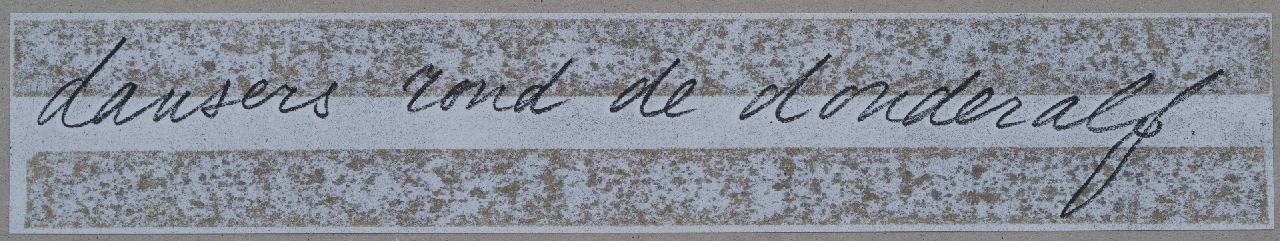 dansers rond de donderalf